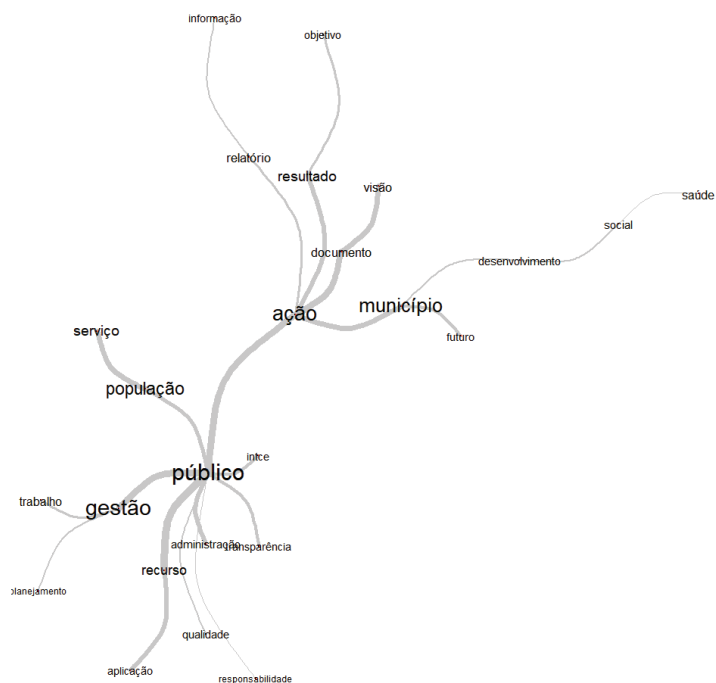 informação
objetivo
relatório
resultado
visão
saúde
social
documento
desenvolvimento
ação
município
futuro
serviço
população
intce
público
trabalho
gestão
administração
transparência
recurso
planejamento
qualidade
aplicação
responsabilidade